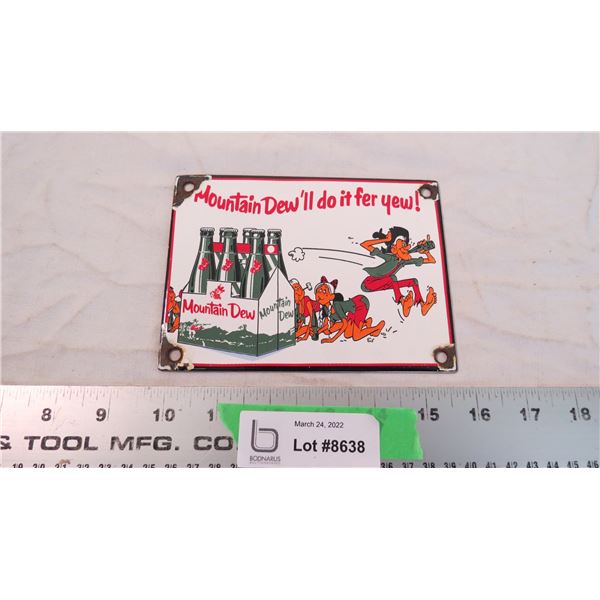 Mountain Dew'll do it fer yew!
Mountain Dew
Mountain Dew
8 9 10 15 16 17 18
& TOOL MFG. CO
March 24, 2022
Lot #8638
BODNARUS